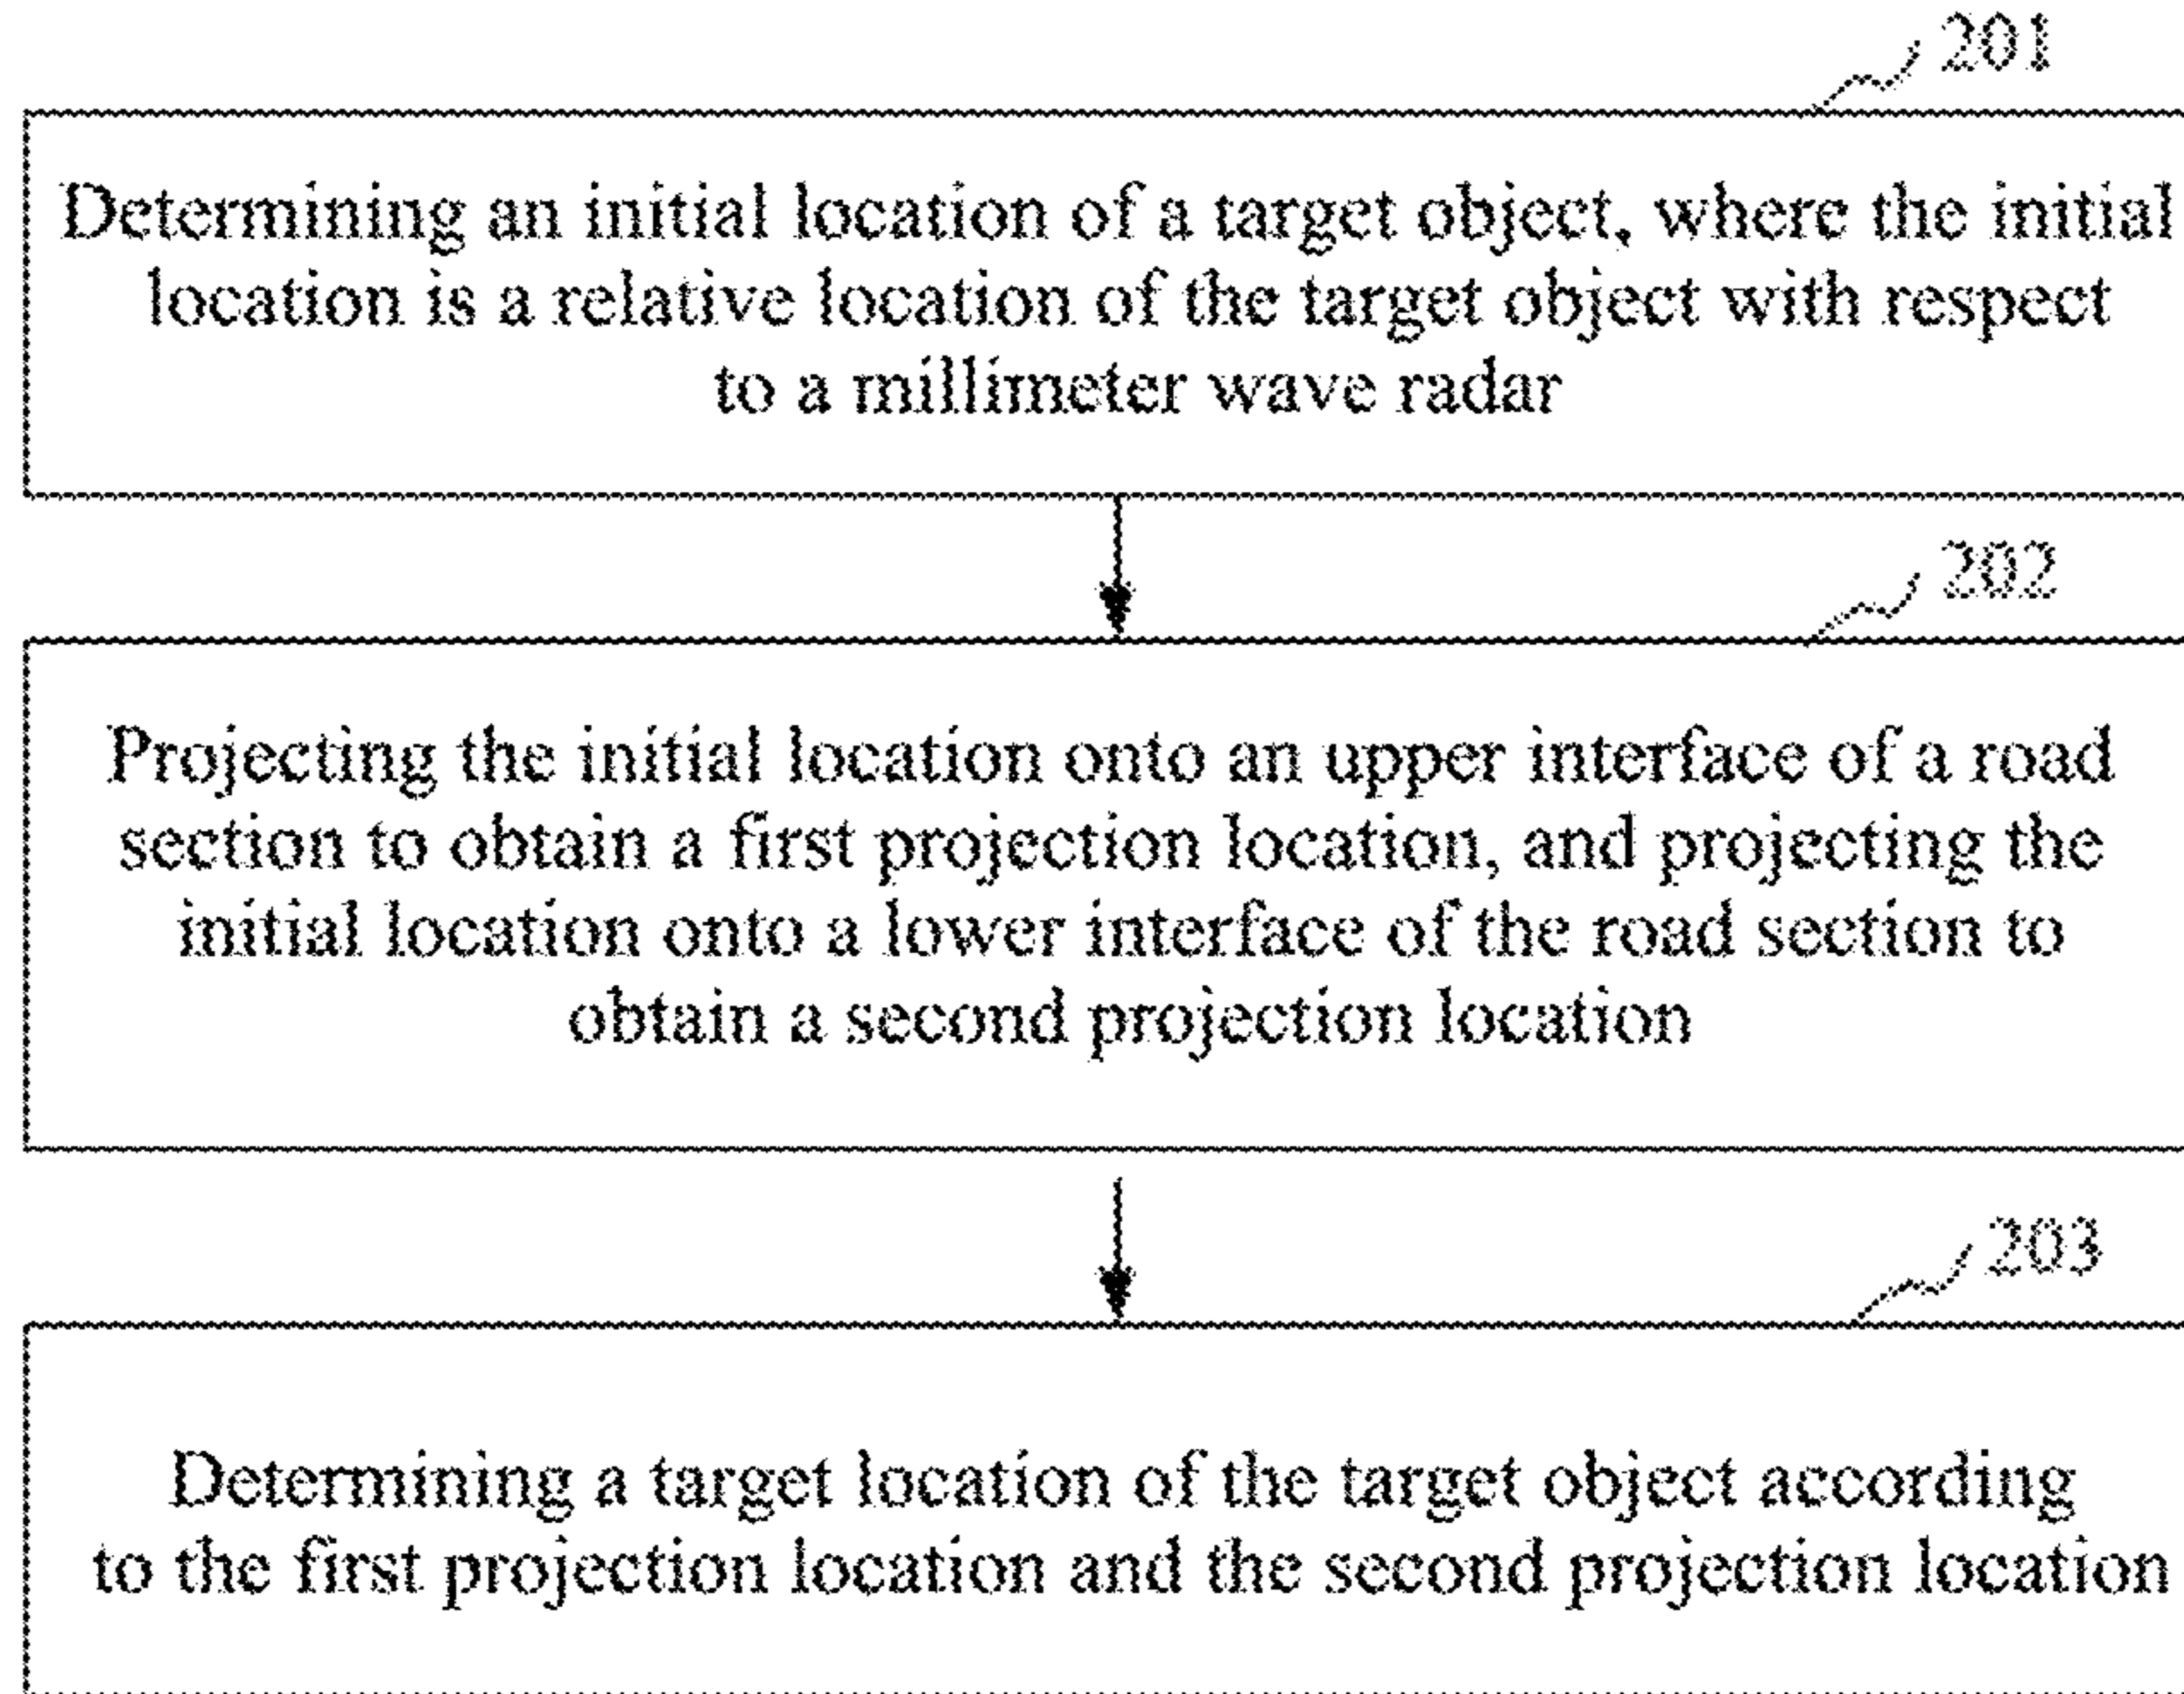 201
Determining an initial location of a target object, where the initial
location is a relative location of the target object with respect
to a millimeter wave radar
202
Projecting the initial location onto an upper interface of a road
section to obtain a first projection location, and projecting the
initial location onto a lower interface of the road section to
obtain a second projection location
203
Determining a target location of the target object according
to the first projection location and the second projection location